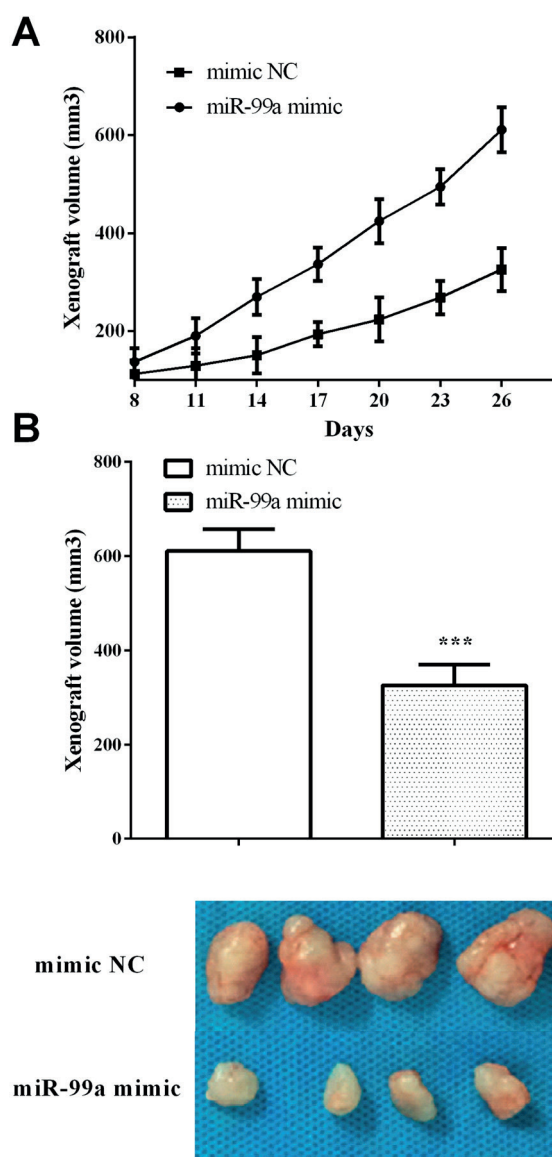 A
Xenograft volume (mm3)
800
600
400
200
mimic NC
miR-99a mimic
8 11 14 17 20 23 26
Days
B
Xenograft volume (mm3)
800
600
400
200
0
mimic NC
miR-99a mimic
***
mimic NC
miR-99a mimic